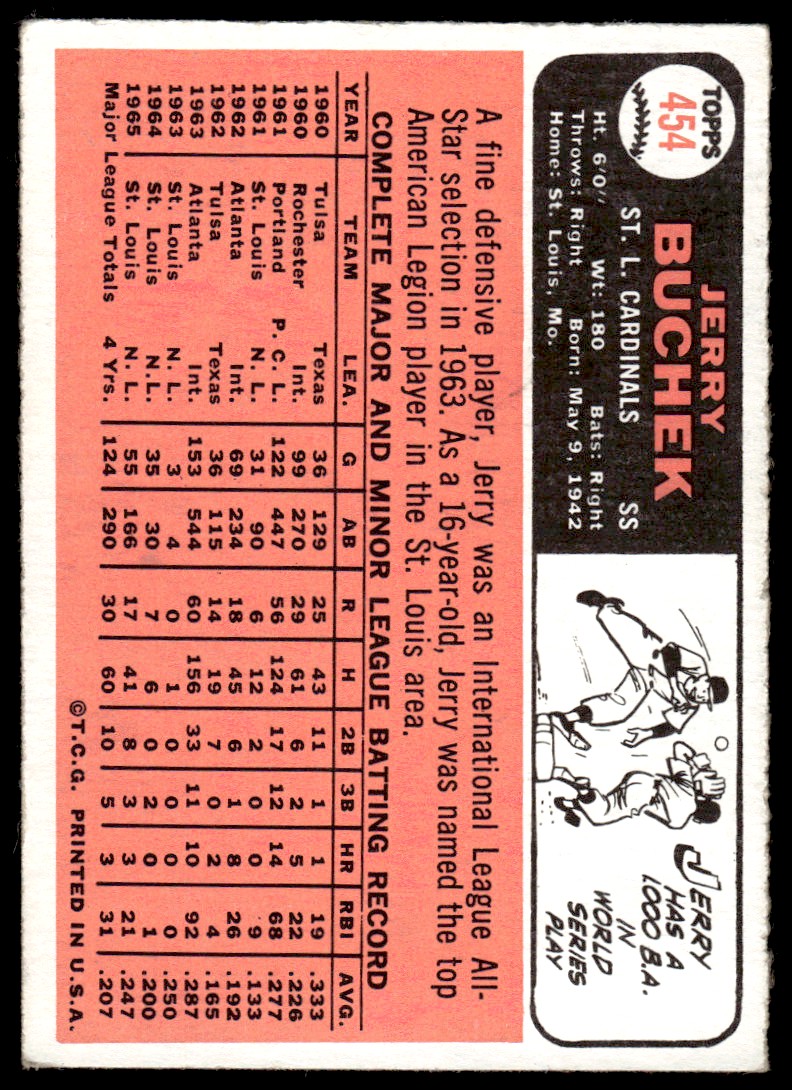 TOPPS
454
JERRY
BUCHEK
ST. L. CARDINALS SS
Ht. 6'0" Wt: 180 Bats: Right
Throws: Right Born: May 9, 1942
Home: St. Louis, Mo.
JERRY
HAS A
1.000 B.A.
IN
WORLD
SERIES
PLAY
A fine defensive player, Jerry was an International League All-
Star selection in 1963. As a 16-year-old, Jerry was named the top
American Legion player in the St. Louis area.
COMPLETE MAJOR AND MINOR LEAGUE BATTING RECORD
YEAR TEAM LEA. G AB R H 2B 3B HR RBI AVG.
1960 Tulsa Texas 36 129 25 43 11 1 1 19 .333
1960 Rochester Int. 99 270 29 61 6 2 5 22 .226
1961 Portland P. C. L. 122 447 56 124 17 12 14 68 .277
1961 St. Louis N. L. 31 90 6 12 2 0 0 9 .133
1962 Atlanta Int. 69 234 18 45 6 1 8 26 .192
1962 Tulsa Texas 36 115 14 19 7 0 2 4 .165
1963 Atlanta Int. 153 544 60 156 33 11 10 92 .287
1963 St. Louis N. L. 3 4 0 1 0 0 0 0 .250
1964 St. Louis N.L. 35 30 7 6 0 2 0 1 .200
1965 St. Louis N. L. 55 166 17 41 8 3 3 21 .247
Major League Totals 4 Yrs. 124 290 30 60 10 5 3 31 .207
©T.C.G. PRINTED IN U.S.A.